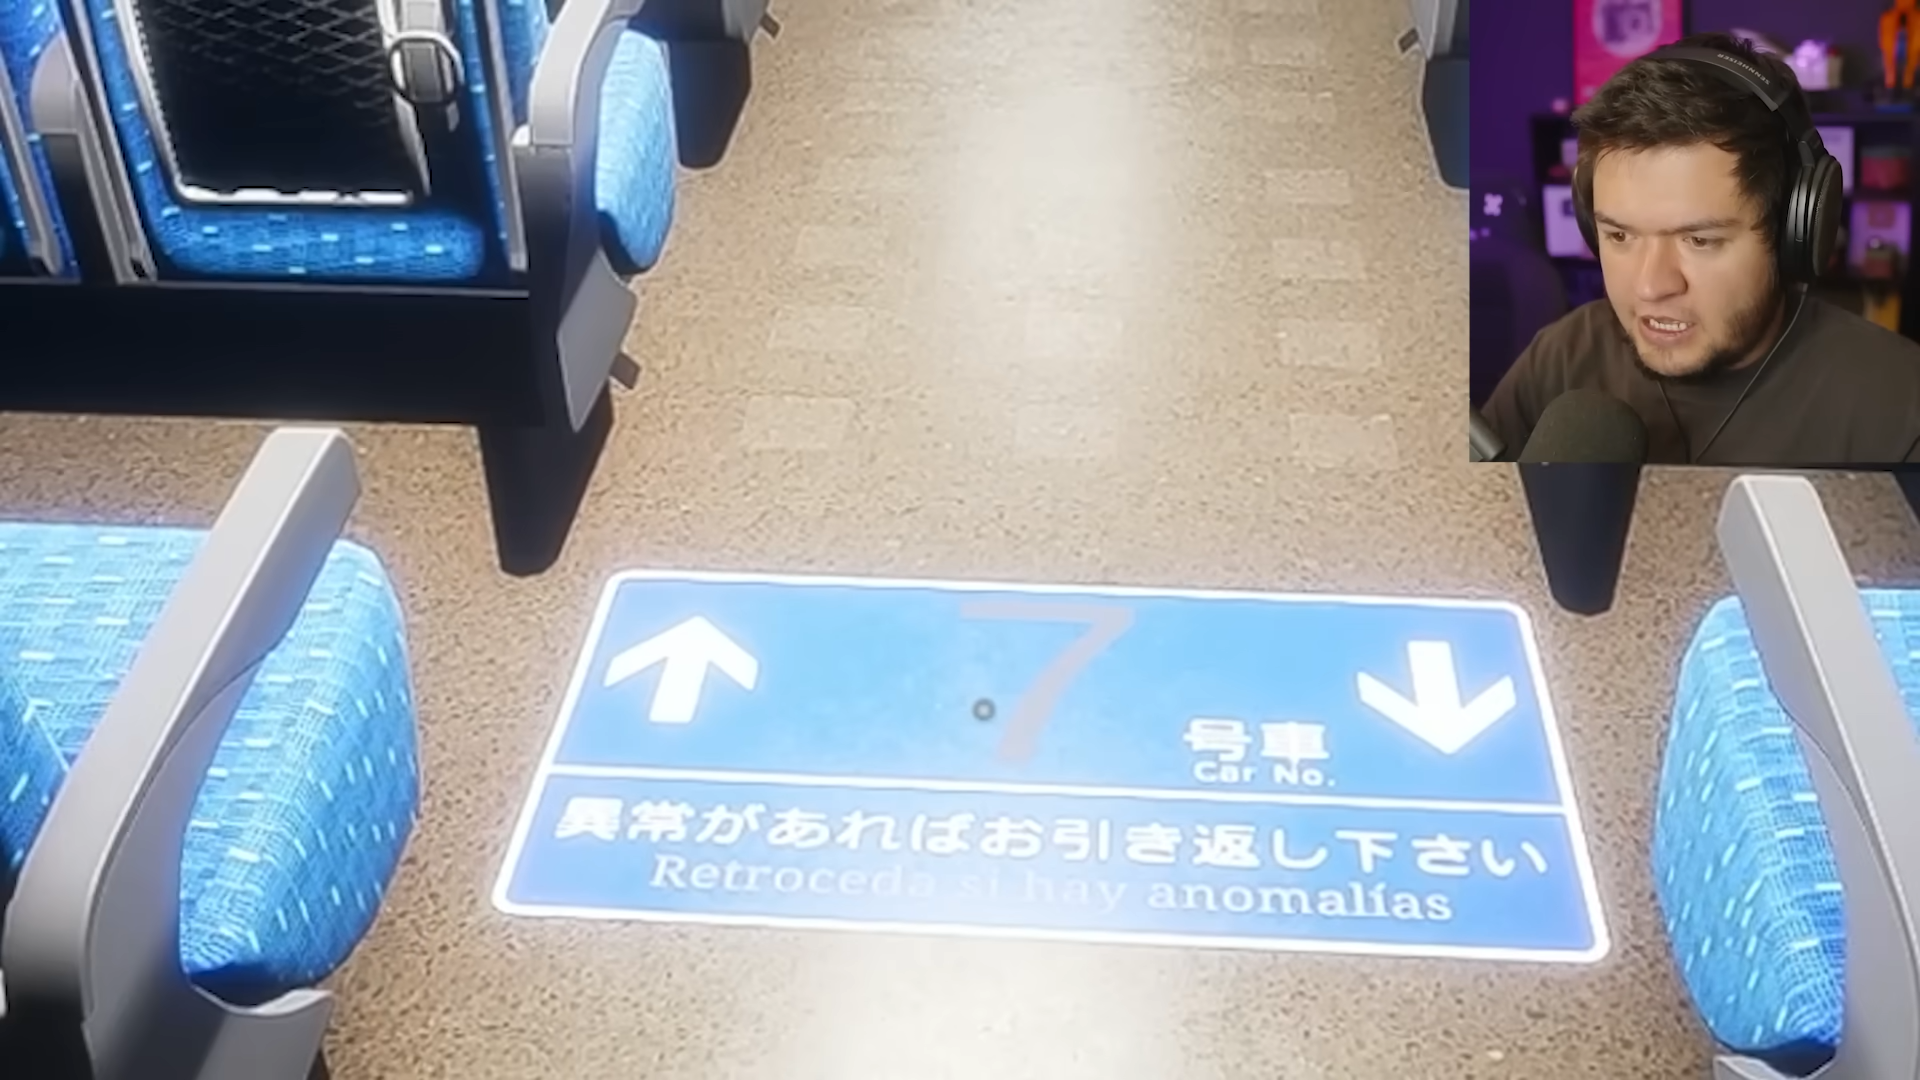 7
号車
Car No.
異常があればお引き返し下さい
Retroceda si hay anomalías
SENNHEISER